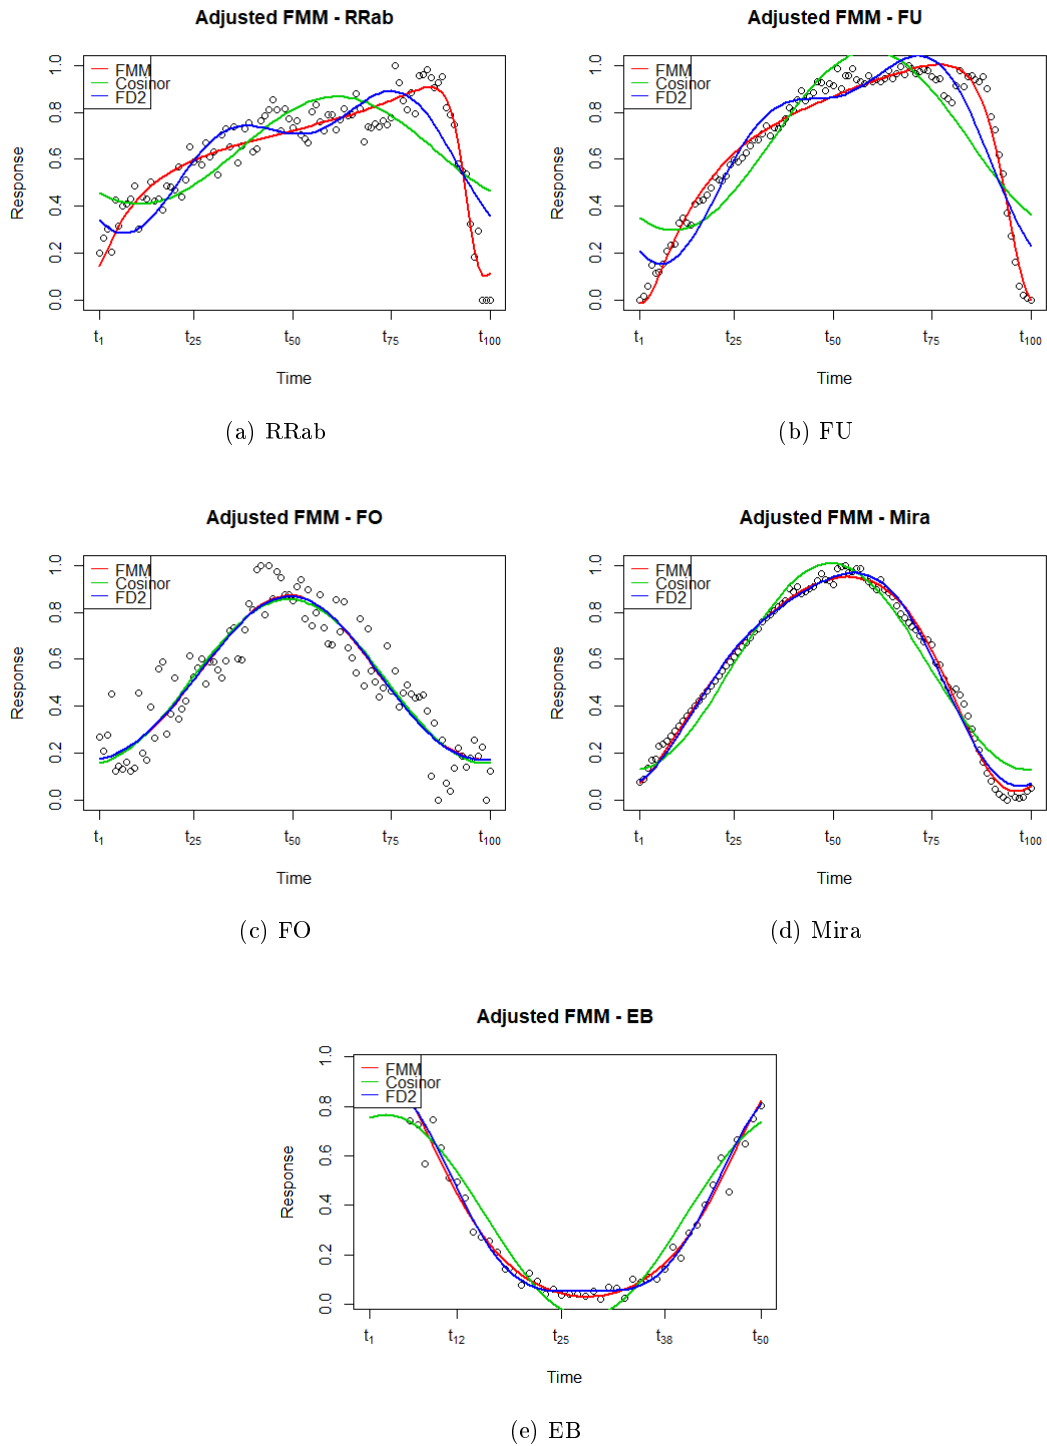 Adjusted FMM - RRab
FMM
Cosinor
FD2
Response
0.0 0.2 0.4 0.6 0.8 1.0
t1 t25 t50 t75 t100
Time
(a) RRab
Adjusted FMM - FU
FMM
Cosinor
FD2
Response
0.0 0.2 0.4 0.6 0.8 1.0
t1 t25 t50 t75 t100
Time
(b) FU
Adjusted FMM - FO
FMM
Cosinor
FD2
Response
0.0 0.2 0.4 0.6 0.8 1.0
t1 t25 t50 t75 t100
Time
(c) FO
Adjusted FMM - Mira
FMM
Cosinor
FD2
Response
0.0 0.2 0.4 0.6 0.8 1.0
t1 t25 t50 t75 t100
Time
(d) Mira
Adjusted FMM - EB
FMM
Cosinor
FD2
Response
0.0 0.2 0.4 0.6 0.8 1.0
t1 t12 t25 t38 t50
Time
(e) EB